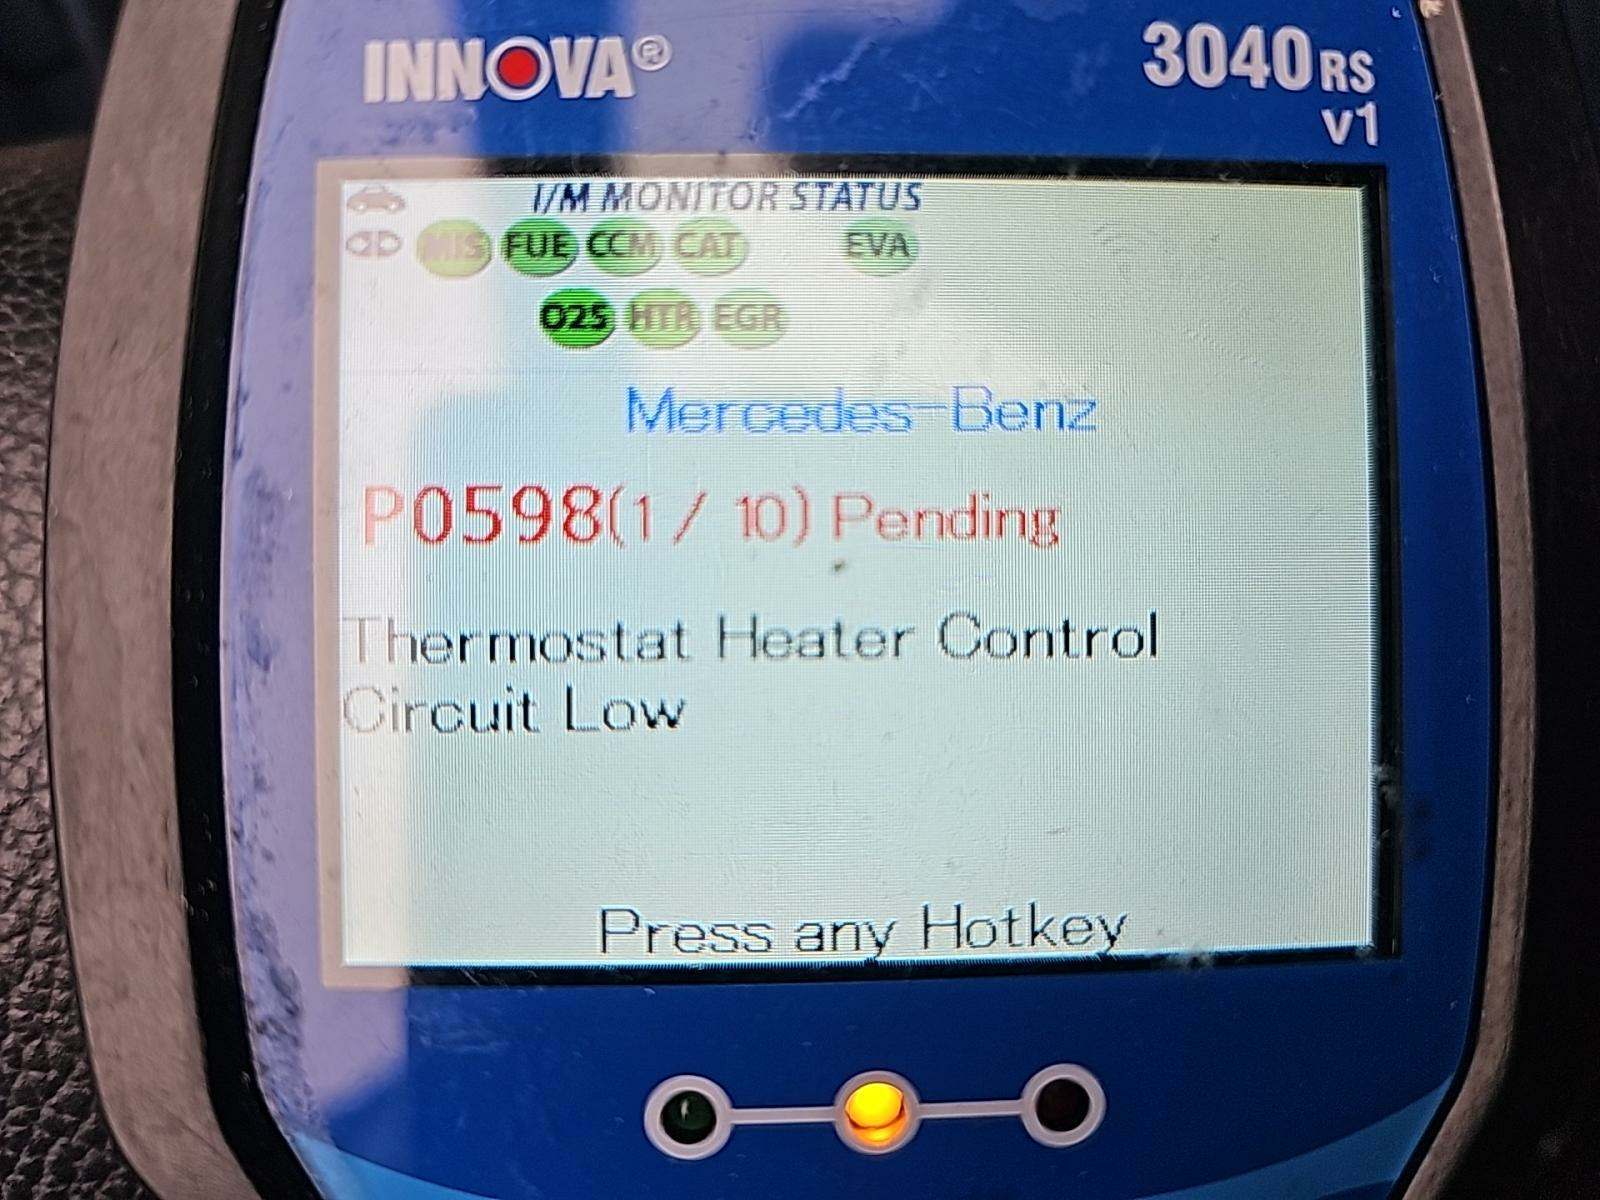 INNOVA®
3040RS
v1
I/M MONITOR STATUS
MIS FUE CCM CAT EVA
O2S HTR EGR
Mercedes-Benz
P0598(1 / 10) Pending
Thermostat Heater Control
Circuit Low
Press any Hotkey